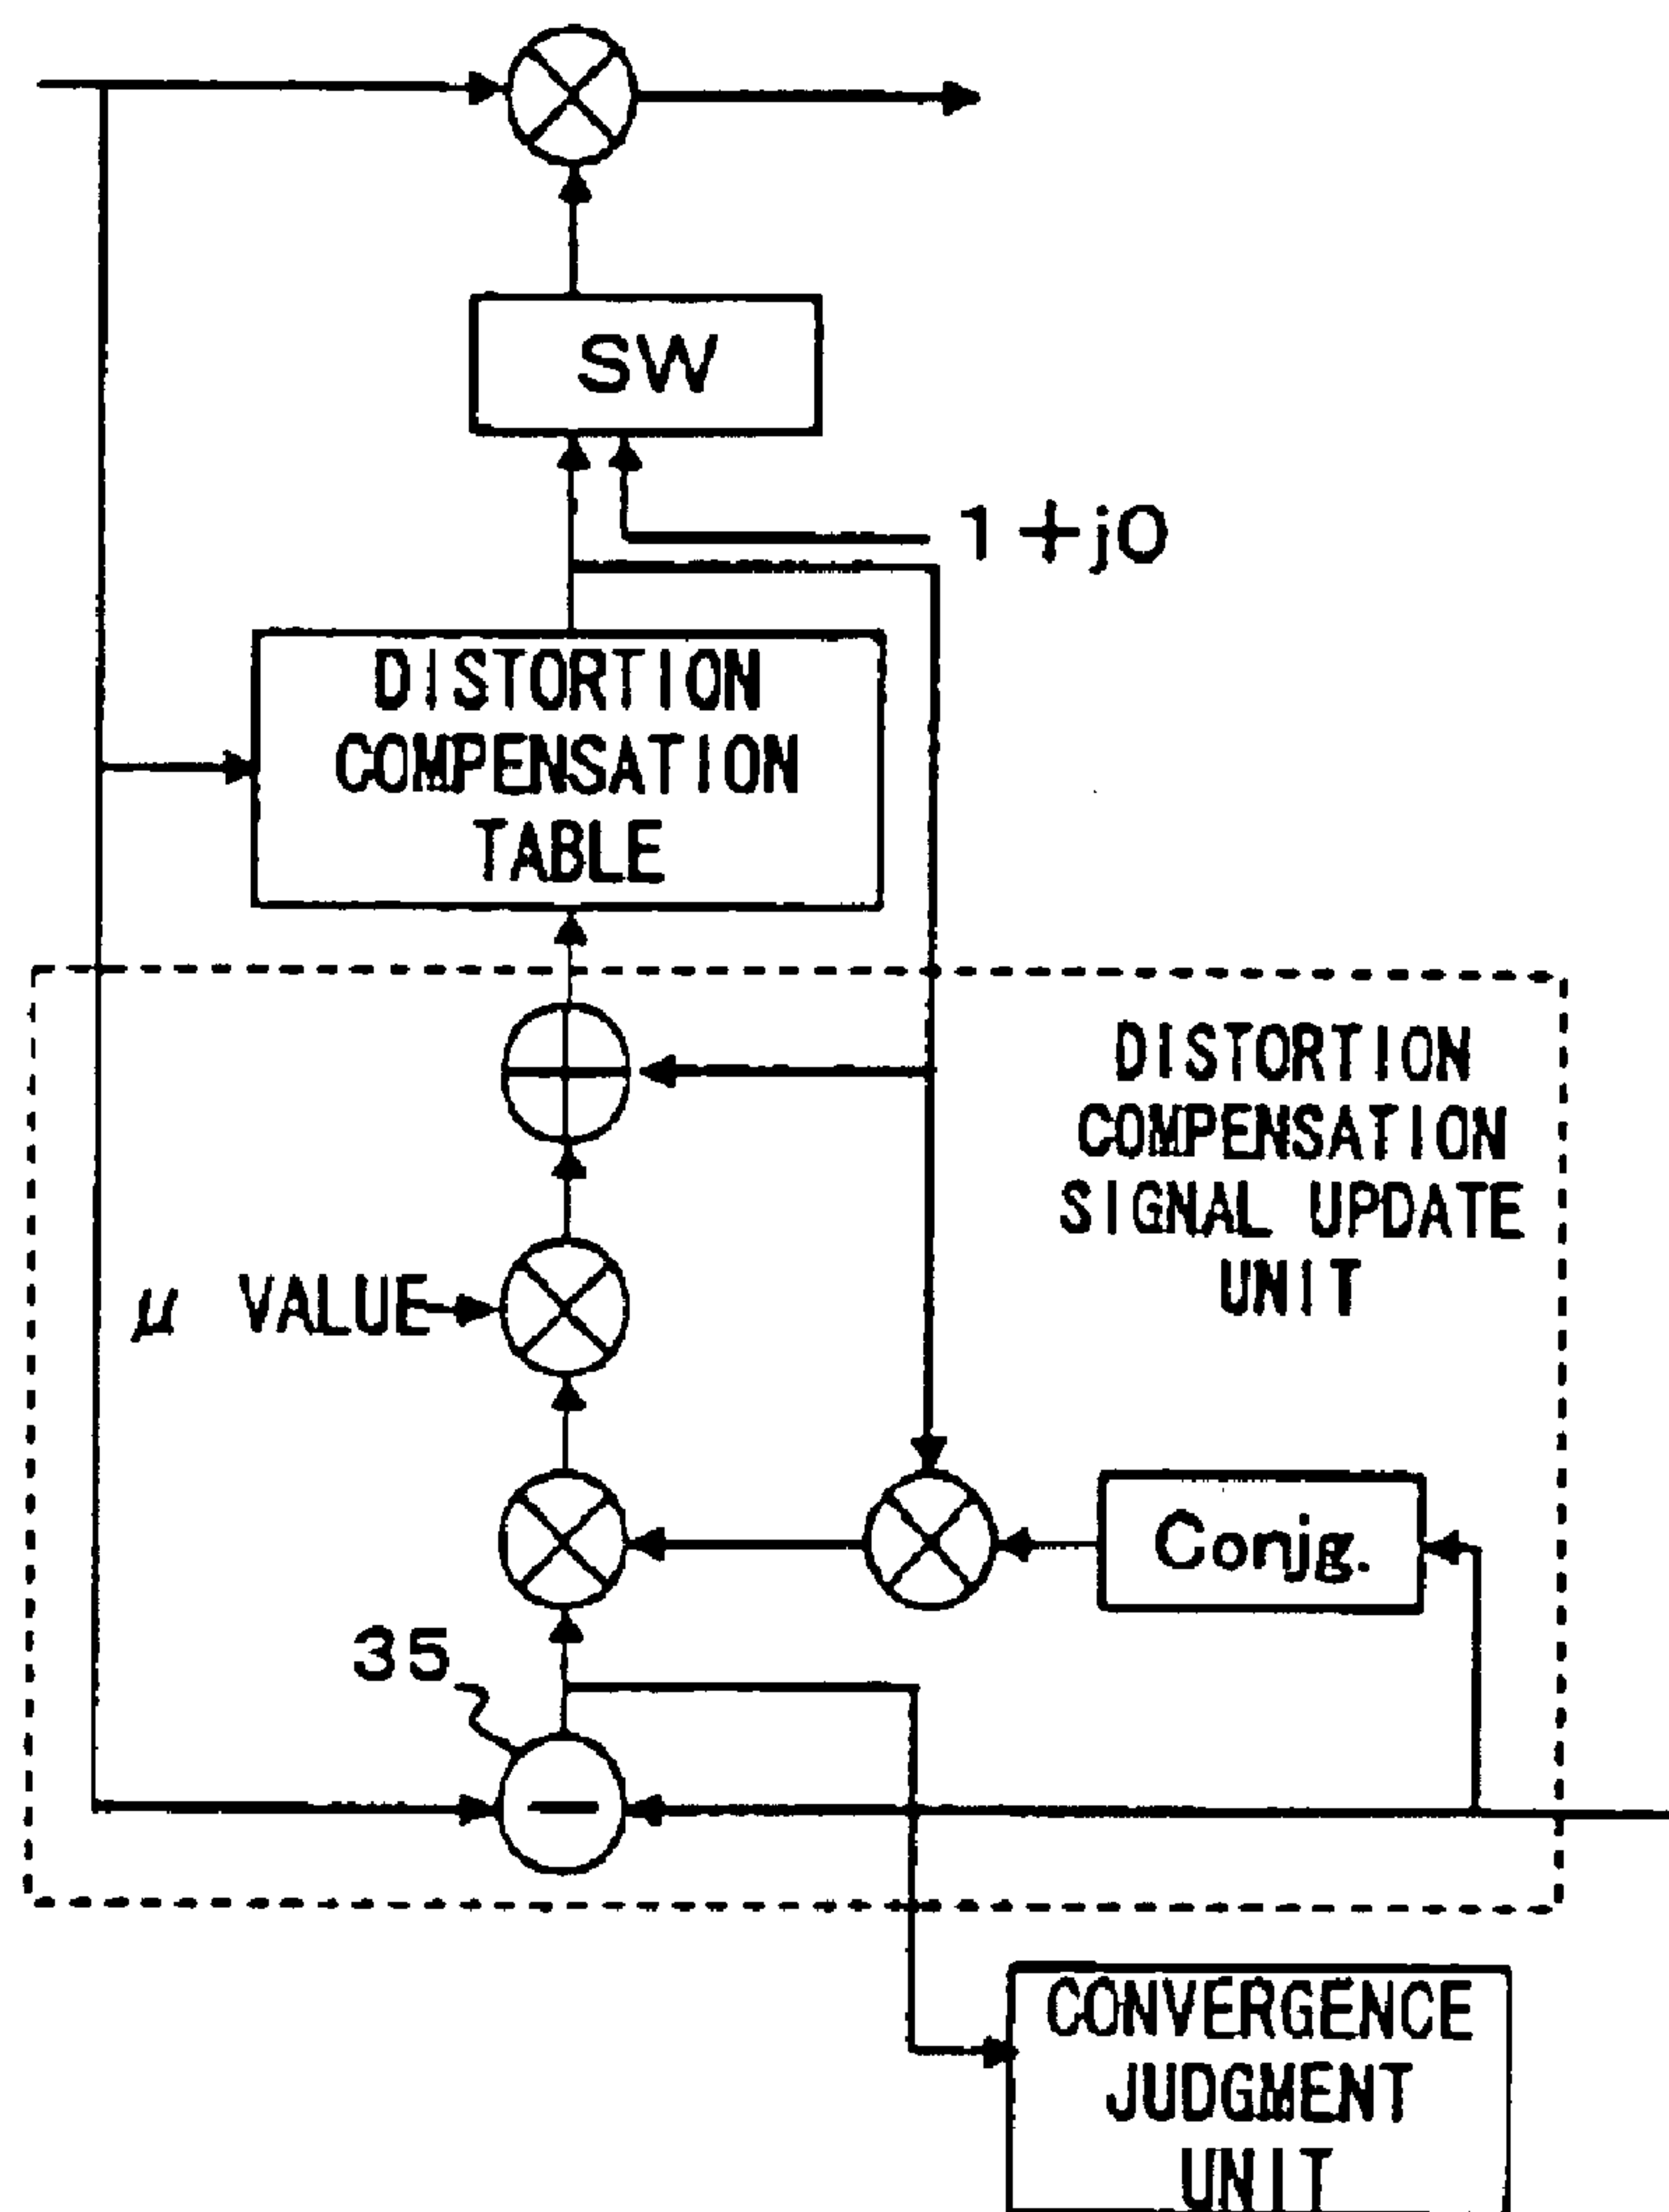 SW
1+j0
DISTORTION
COMPENSATION
TABLE
DISTORTION
COMPENSATION
SIGNAL UPDATE
UNIT
μ VALUE
Conjg.
35
CONVERGENCE
JUDGMENT
UNIT